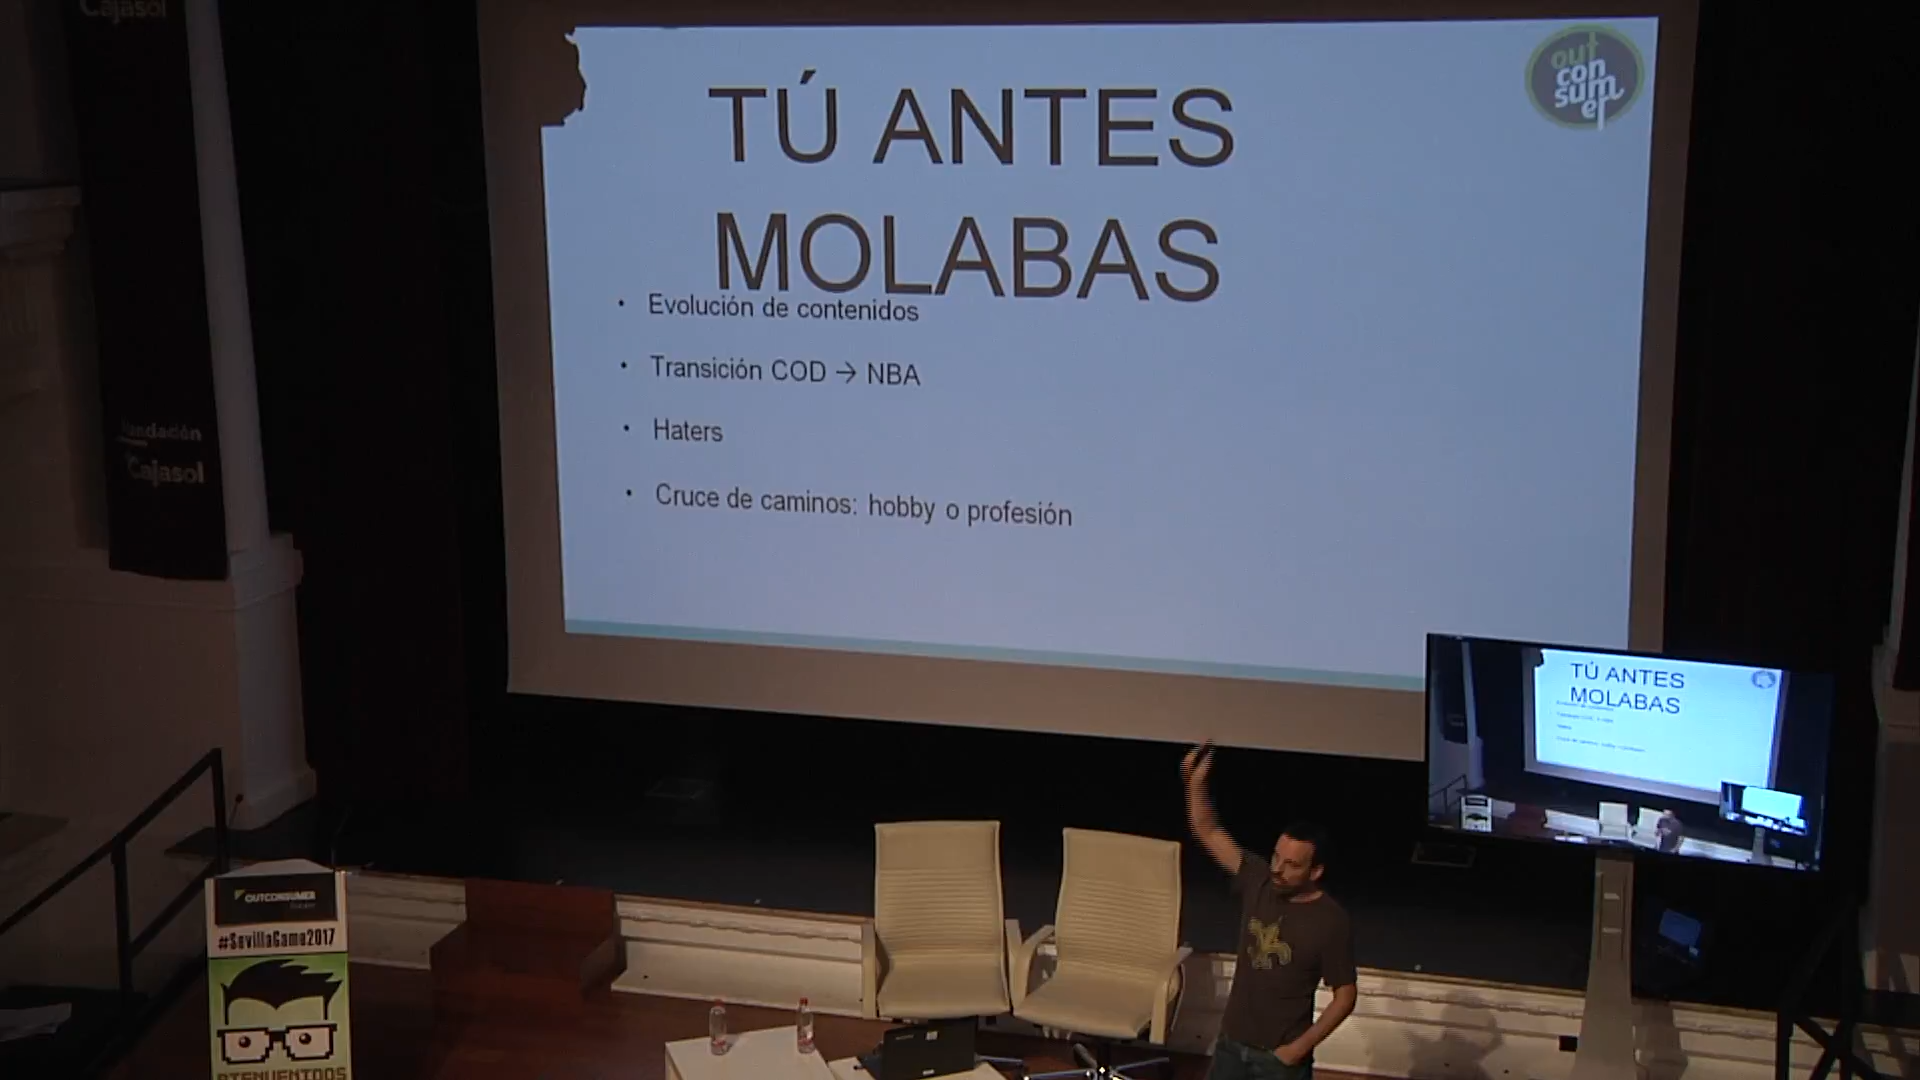 Cajasol
TÚ ANTES
MOLABAS
out
con
sum
er
• Evolución de contenidos
• Transición COD → NBA
• Haters
• Cruce de caminos: hobby o profesión
Fundación
Cajasol
TÚ ANTES
MOLABAS
OUTCONSUMER
#SevillaGame2017
BIENVENIDOS